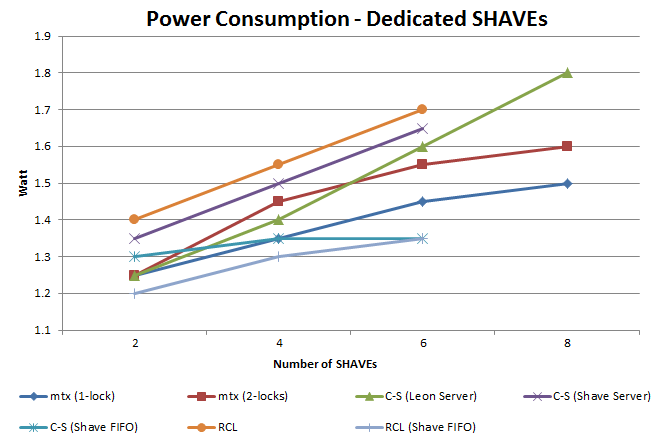 Power Consumption - Dedicated SHAVEs
1.9
1.8
1.7
1.6
1.5
1.4
1.3
1.2
1.1
Watt
2 4 6 8
Number of SHAVEs
mtx (1-lock) mtx (2-locks) C-S (Leon Server) C-S (Shave Server)
C-S (Shave FIFO) RCL RCL (Shave FIFO)